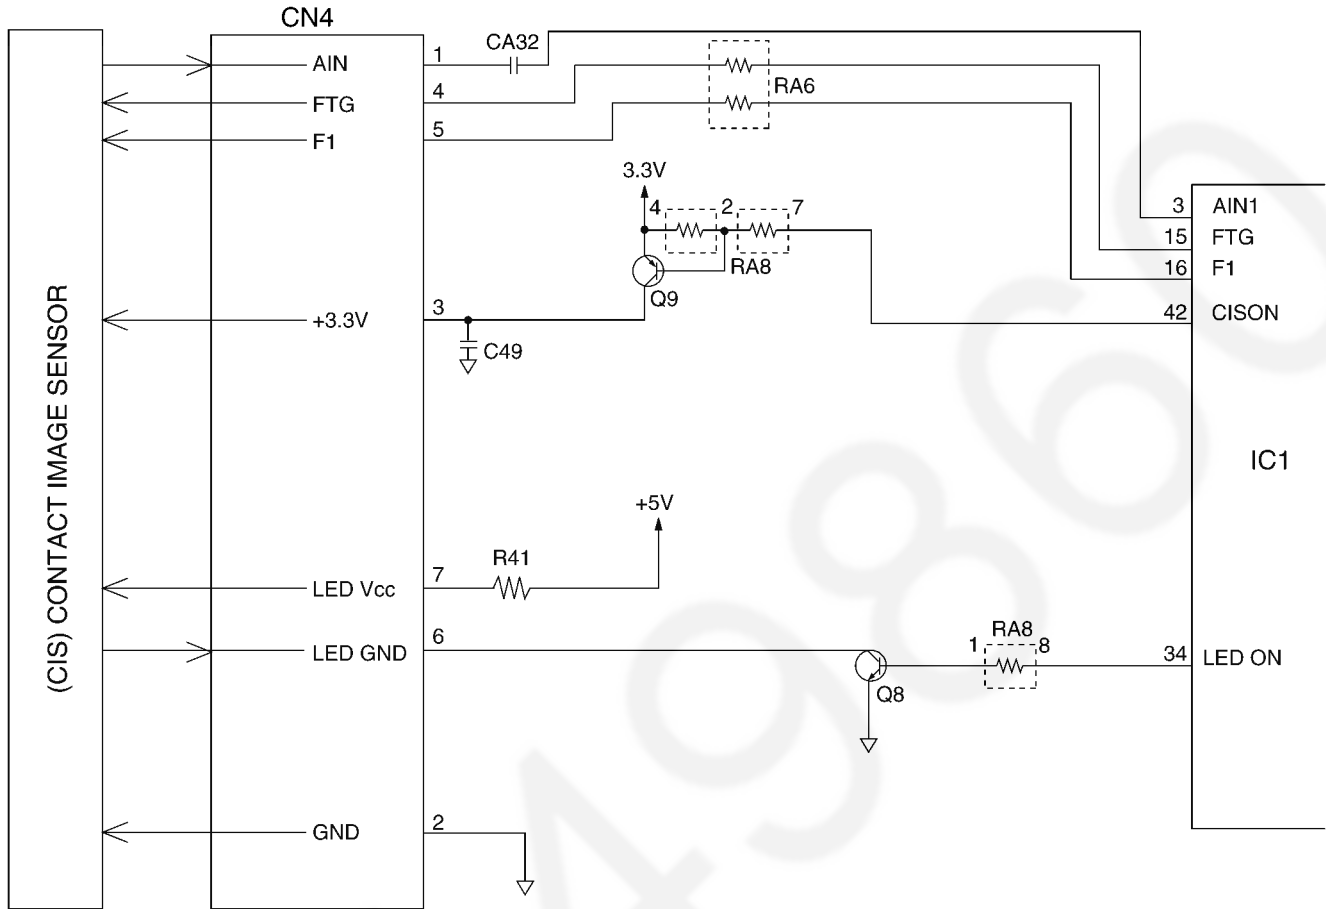 CN4
1 CA32
AIN
4
FTG
RA6
5
F1
3.3V
4 2 7
3 AIN1
15 FTG
RA8
16 F1
Q9
3
+3.3V
42 CISON
C49
(CIS) CONTACT IMAGE SENSOR
IC1
+5V
R41
7
LED Vcc
6
LED GND
RA8
1 8
34 LED ON
Q8
2
GND
49860